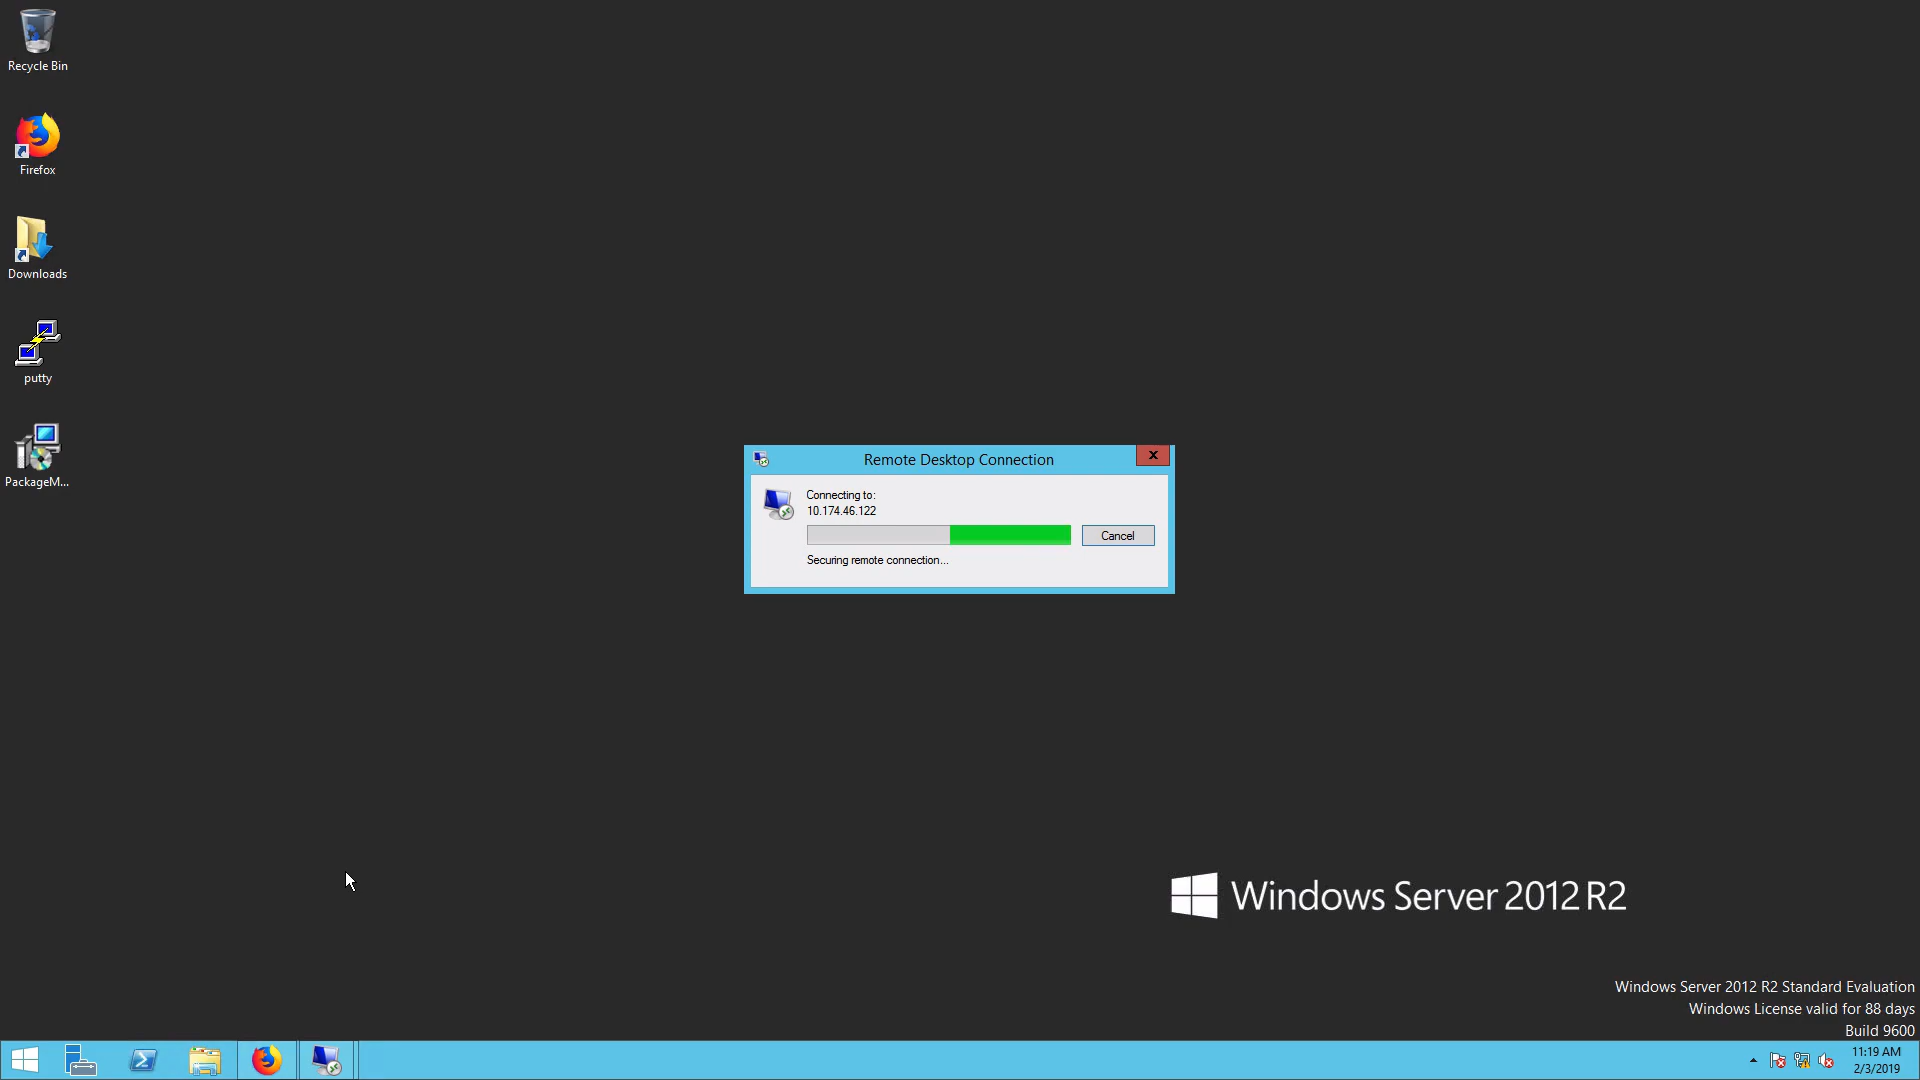 Recycle Bin
Firefox
Downloads
putty
PackageM...
Remote Desktop Connection
Connecting to:
10.174.46.122
Cancel
Securing remote connection...
Windows Server 2012 R2
Windows Server 2012 R2 Standard Evaluation
Windows License valid for 88 days
Build 9600
11:19 AM
2/3/2019